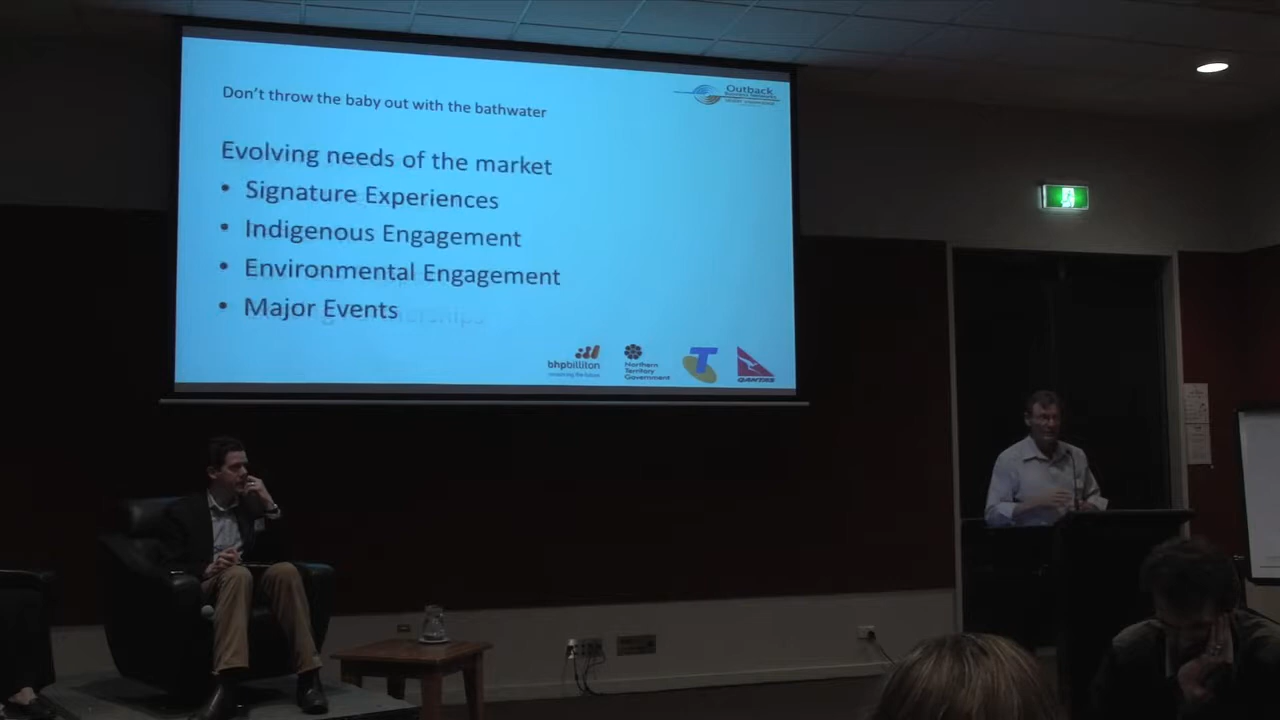 Don't throw the baby out with the bathwater
Outback
Evolving needs of the market
• Signature Experiences
• Indigenous Engagement
• Environmental Engagement
• Major Events
bhpbilliton
Northern
Territory
Government
T
QANTAS